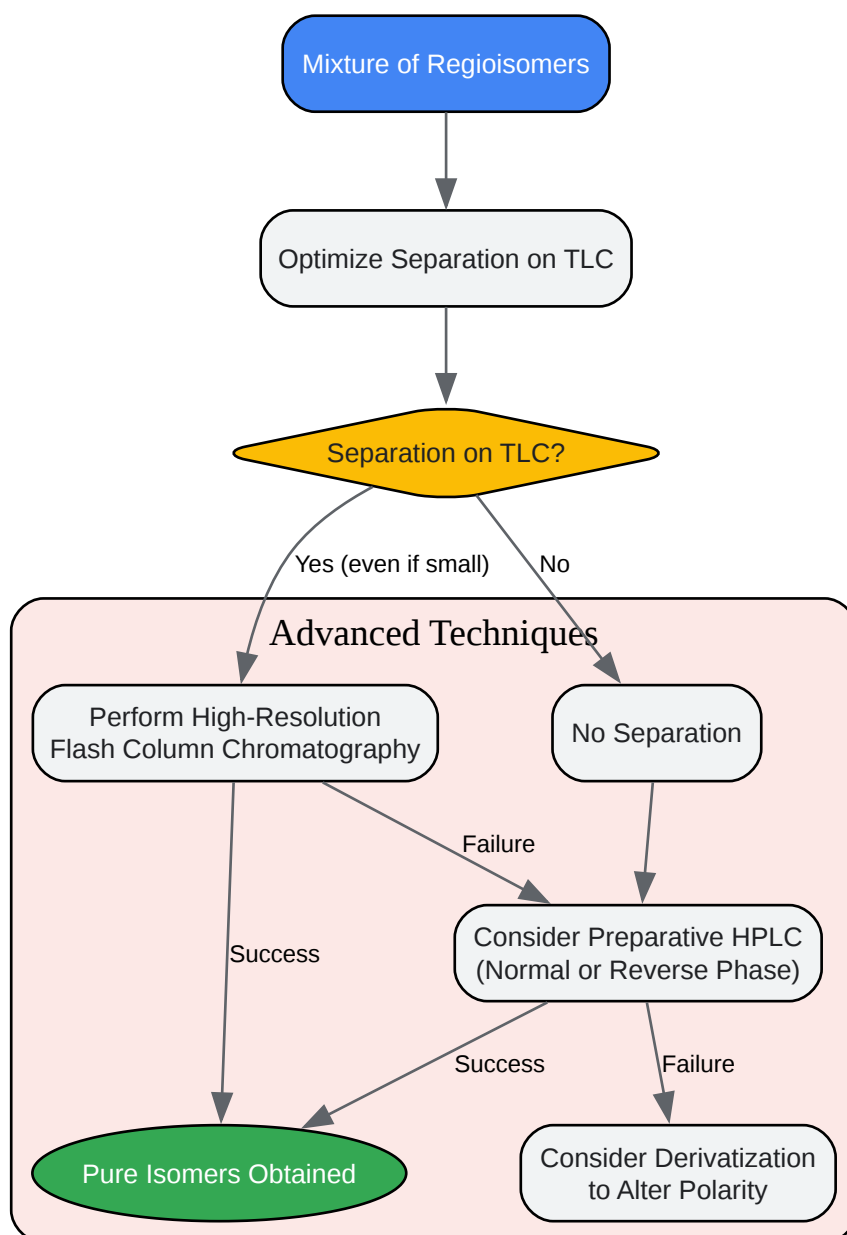 Mixture of Regioisomers
Optimize Separation on TLC
Separation on TLC?
Yes (even if small)
No
Advanced Techniques
Perform High-Resolution
Flash Column Chromatography
No Separation
Failure
Success
Consider Preparative HPLC
(Normal or Reverse Phase)
Success
Failure
Pure Isomers Obtained
Consider Derivatization
to Alter Polarity